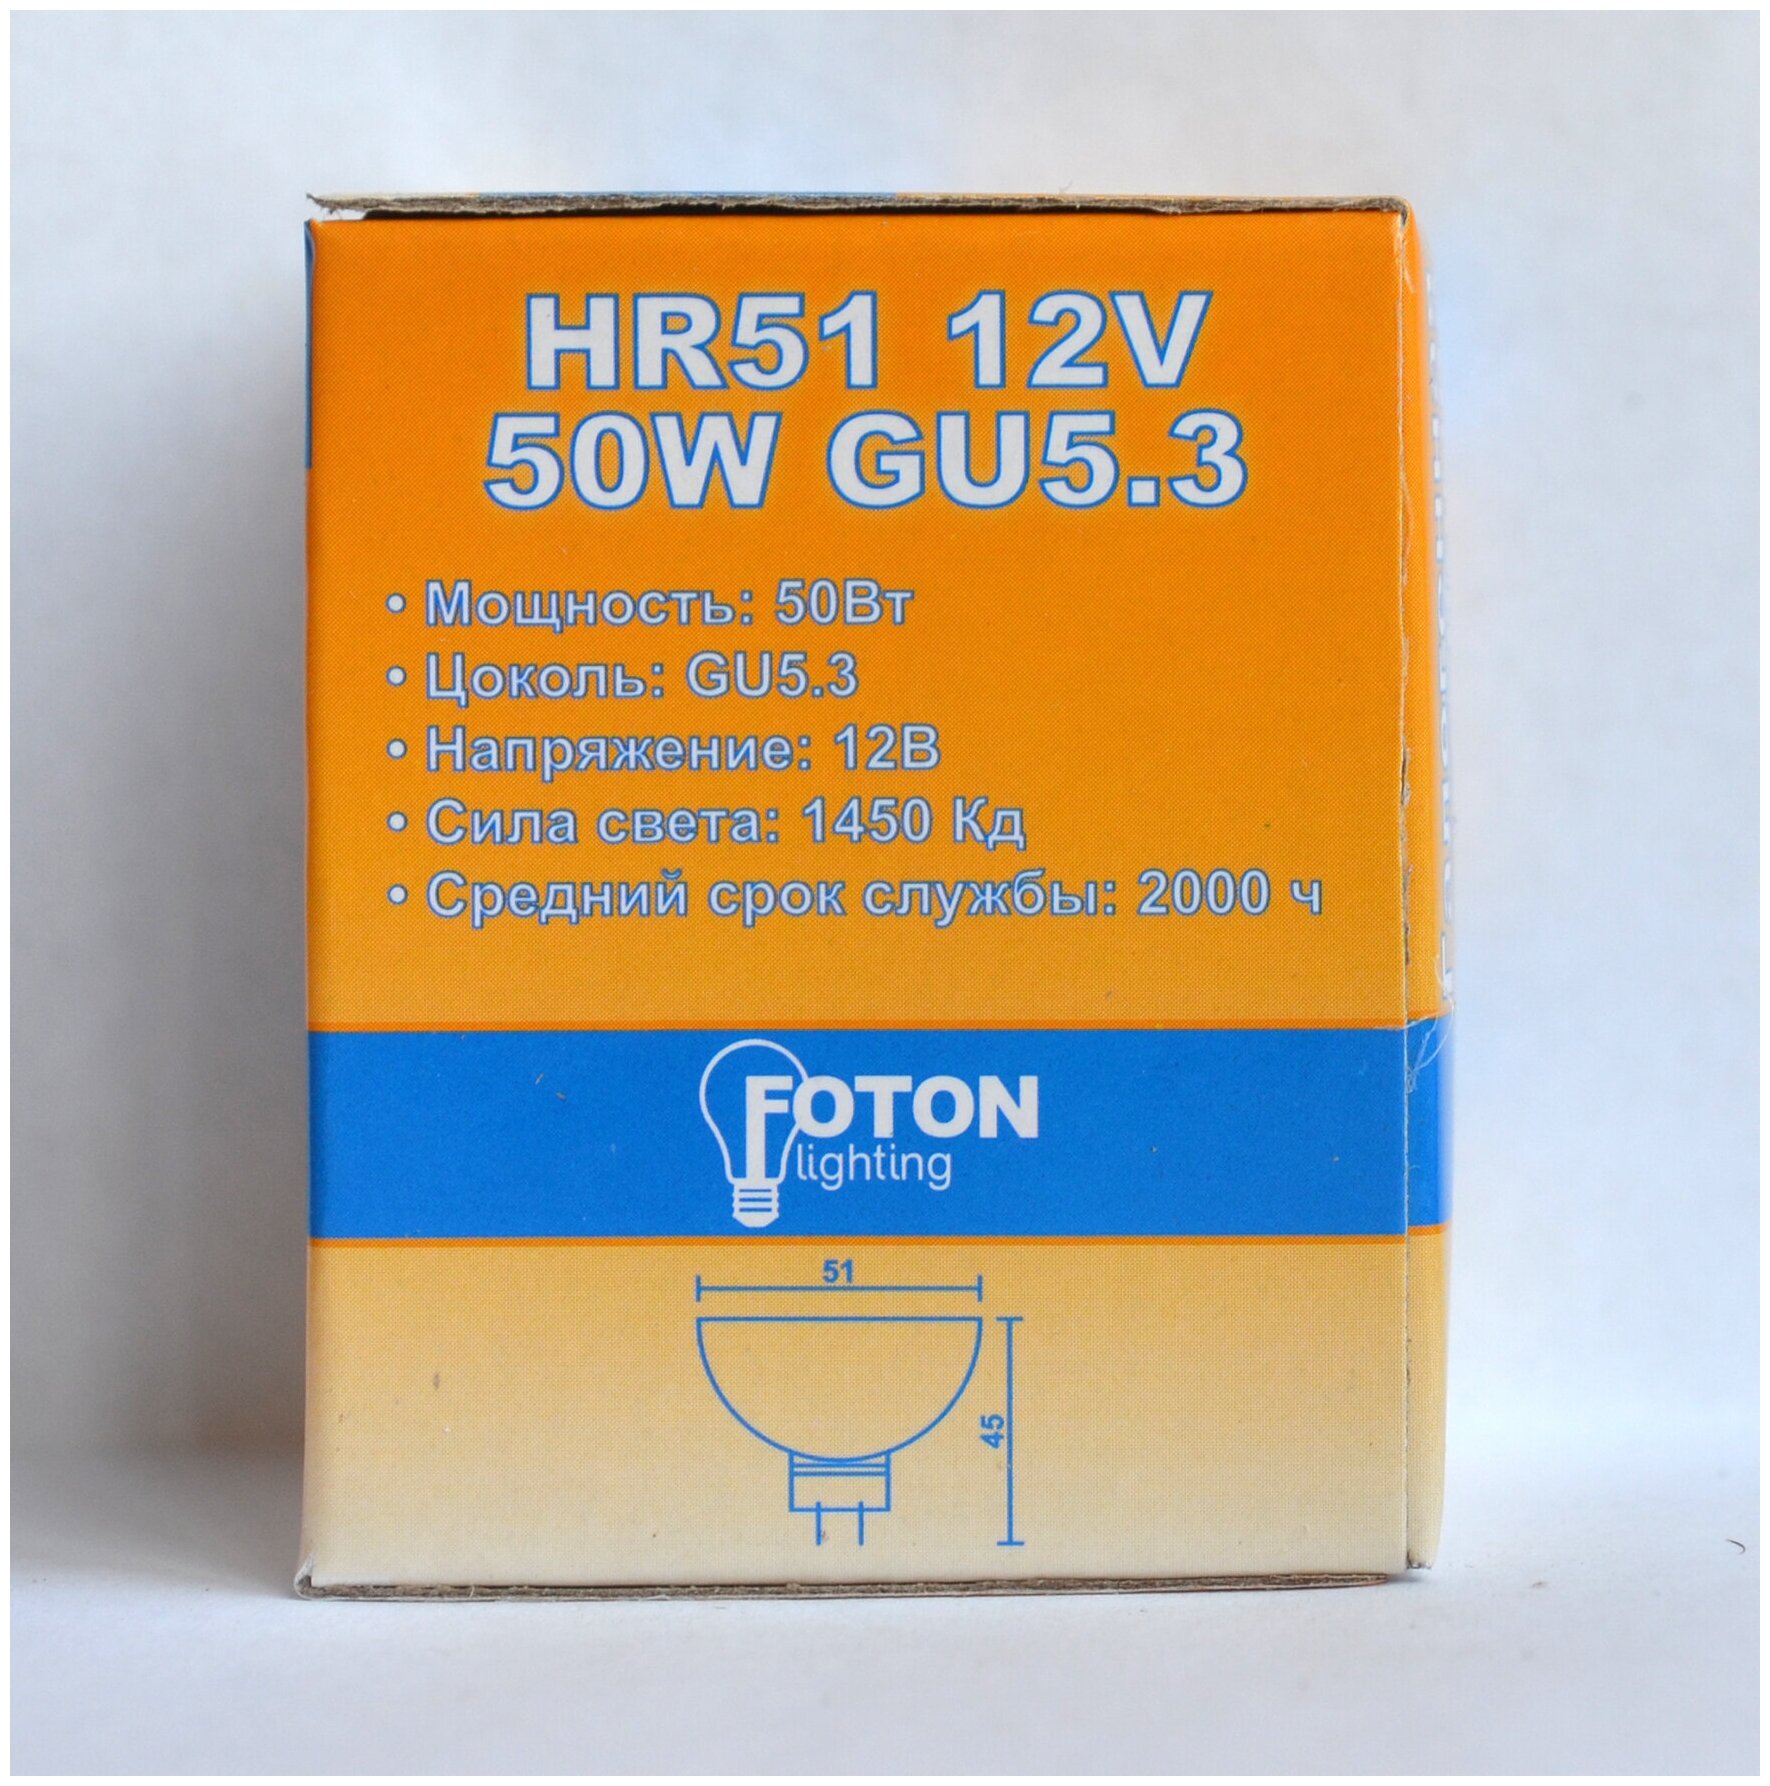 HR51 12V
50W GU5.3
• Мощность: 50Вт
• Цоколь: GU5.3
• Напряжение: 12В
• Сила света: 1450 Кд
• Средний срок службы: 2000 ч
FOTON
lighting
51
45